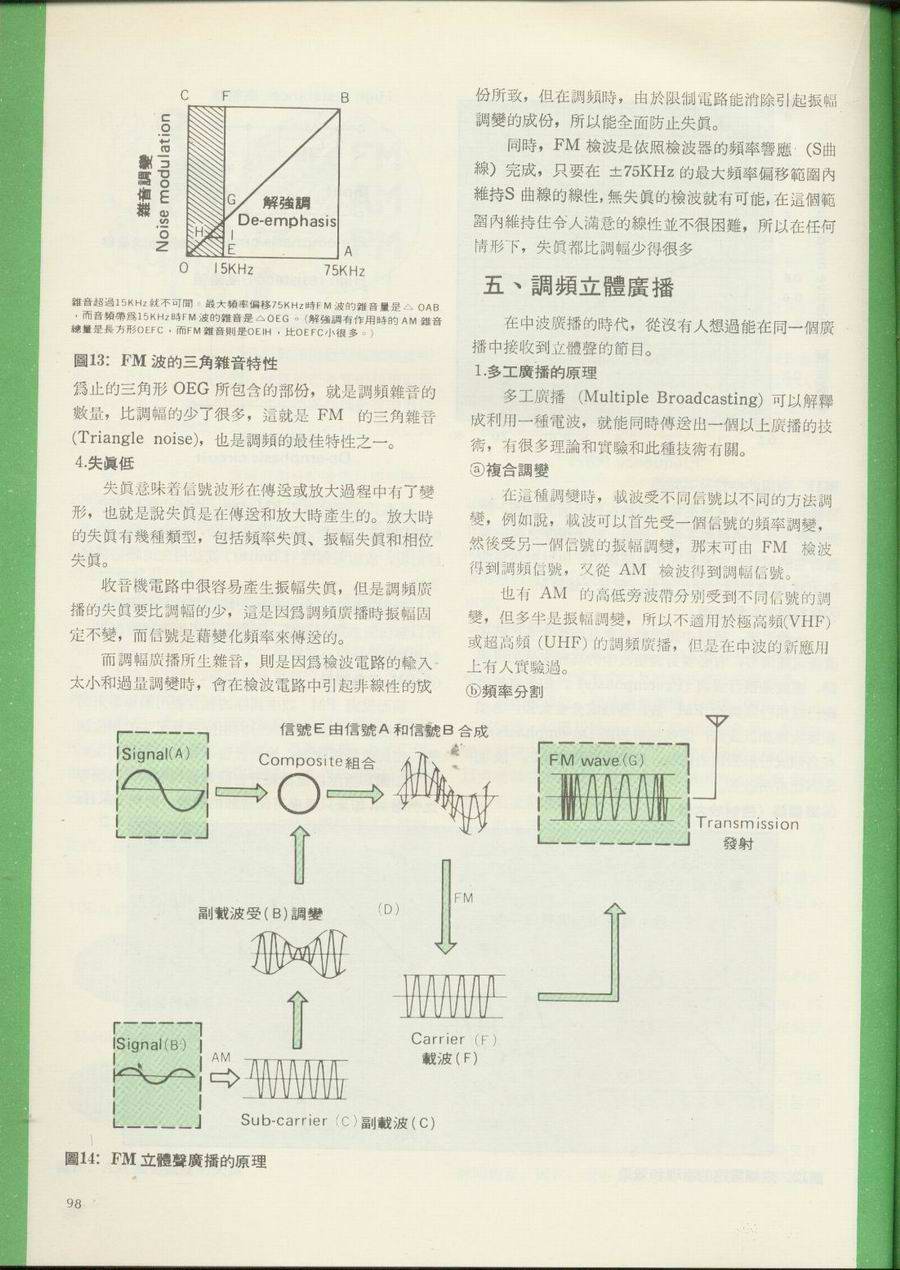 C F B
雜音調變
Noise modulation
G
解強調
De-emphasis
H I
E A
O 15KHz 75KHz
雜音超過15KHz就不可聞。最大頻率偏移75KHz時FM波的雜音量是△OAB
，而音頻帶爲15KHz時FM波的雜音是△OEG。(解強調有作用時的AM雜音
總量是長方形OEFC，而FM雜音則是OEIH，比OEFC小很多。)
圖13: FM波的三角雜音特性
爲止的三角形 OEG 所包含的部份，就是調頻雜音的
數量，比調幅的少了很多，這就是 FM 的三角雜音
(Triangle noise)，也是調頻的最佳特性之一。
4.失眞低
失眞意味着信號波形在傳送或放大過程中有了變
形，也就是說失眞是在傳送和放大時產生的。放大時
的失眞有幾種類型，包括頻率失眞、振幅失眞和相位
失眞。
收音機電路中很容易產生振幅失眞，但是調頻廣
播的失眞要比調幅的少，這是因爲調頻廣播時振幅固
定不變，而信號是藉變化頻率來傳送的。
而調幅廣播所生雜音，則是因爲檢波電路的輸入
太小和過量調變時，會在檢波電路中引起非線性的成
份所致，但在調頻時，由於限制電路能消除引起振幅
調變的成份，所以能全面防止失眞。
同時，FM 檢波是依照檢波器的頻率響應 (S曲
線) 完成，只要在 ±75KHz 的最大頻率偏移範圍內
維持S 曲線的線性，無失眞的檢波就有可能，在這個範
圍內維持住令人滿意的線性並不很困難，所以在任何
情形下，失眞都比調幅少得很多
五、調頻立體廣播
在中波廣播的時代，從沒有人想過能在同一個廣
播中接收到立體聲的節目。
1.多工廣播的原理
多工廣播 (Multiple Broadcasting) 可以解釋
成利用一種電波，就能同時傳送出一個以上廣播的技
術，有很多理論和實驗和此種技術有關。
ⓐ複合調變
在這種調變時，載波受不同信號以不同的方法調
變，例如說，載波可以首先受一個信號的頻率調變，
然後受另一個信號的振幅調變，那末可由 FM 檢波
得到調頻信號，又從 AM 檢波得到調幅信號。
也有 AM 的高低旁波帶分別受到不同信號的調
變，但多半是振幅調變，所以不適用於極高頻(VHF)
或超高頻 (UHF) 的調頻廣播，但是在中波的新應用
上有人實驗過。
ⓑ頻率分割
信號E由信號A和信號B合成
Signal(A)
Composite組合
FM wave(G)
Transmission
發射
副載波受(B)調變
(D)
FM
Carrier (F)
載波(F)
Signal(B)
AM
Sub-carrier (C)副載波(C)
圖14: FM立體聲廣播的原理
98